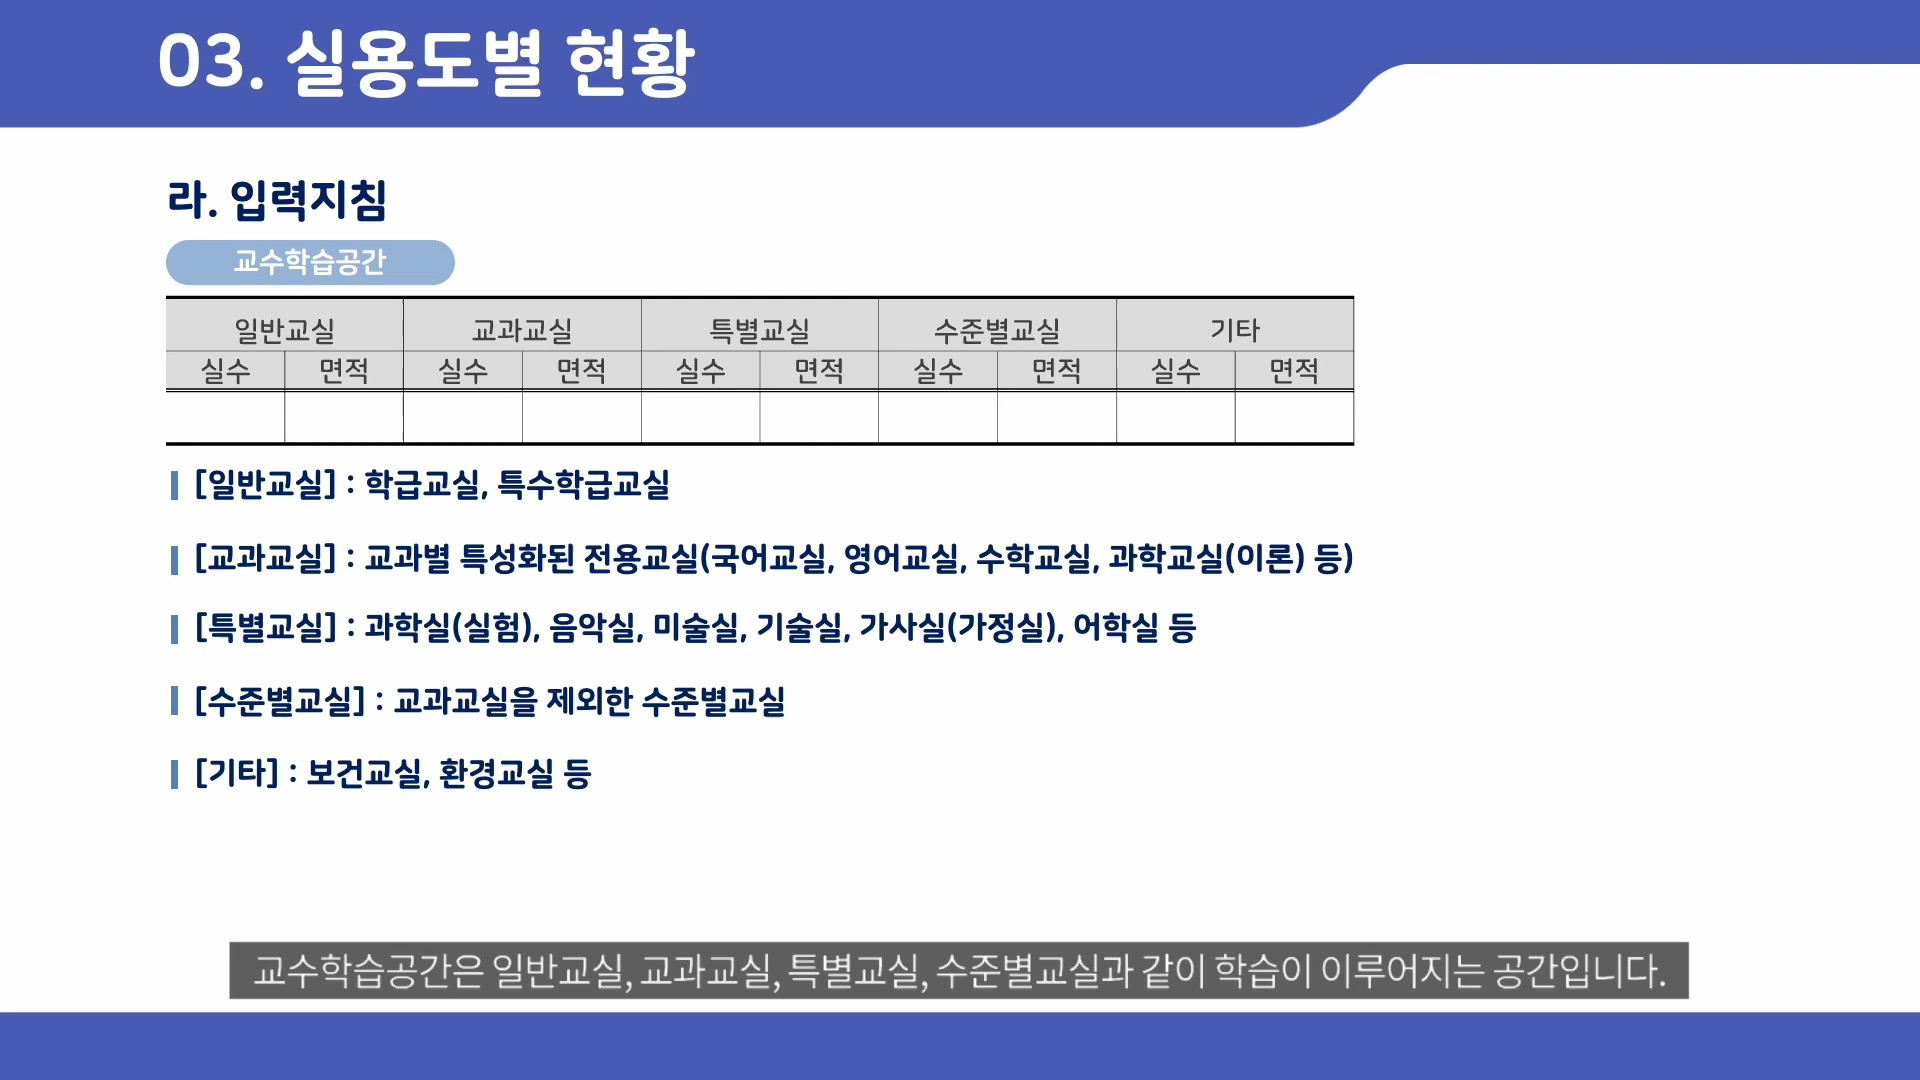 03. 실용도별 현황
라. 입력지침
교수학습공간
일반교실 교과교실 특별교실 수준별교실 기타
실수 면적 실수 면적 실수 면적 실수 면적 실수 면적
[일반교실] : 학급교실, 특수학급교실
[교과교실] : 교과별 특성화된 전용교실(국어교실, 영어교실, 수학교실, 과학교실(이론) 등)
[특별교실] : 과학실(실험), 음악실, 미술실, 기술실, 가사실(가정실), 어학실 등
[수준별교실] : 교과교실을 제외한 수준별교실
[기타] : 보건교실, 환경교실 등
교수학습공간은 일반교실, 교과교실, 특별교실, 수준별교실과 같이 학습이 이루어지는 공간입니다.